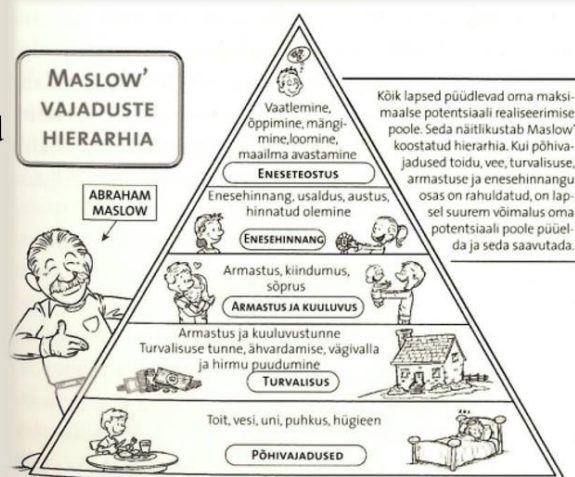 MASLOW'
VAJADUSTE
HIERARHIA
ABRAHAM
MASLOW
Vaatlemine,
õppimine, mängi-
mine,loomine,
maailma avastamine
ENESETEOSTUS
Enesehinnang, usaldus, austus,
hinnatud olemine
ENESEHINNANG
Armastus, kiindumus,
sõprus
ARMASTUS JA KUULUVUS
Armastus ja kuuluvustunne
Turvalisuse tunne, ähvardamise, vägivalla
ja hirmu puudumine
TURVALISUS
Toit, vesi, uni, puhkus, hügieen
PÕHIVAJADUSED
Kõik lapsed püüdlevad oma maksi-
maalse potentsiaali realiseerimise
poole. Seda näitlikustab Maslow'
koostatud hierarhia. Kui põhiva-
jadused toidu, vee, turvalisuse,
armastuse ja enesehinnangu
osas on rahuldatud, on lap-
sel suurem võimalus oma
potentsiaali poole püüel-
da ja seda saavutada.